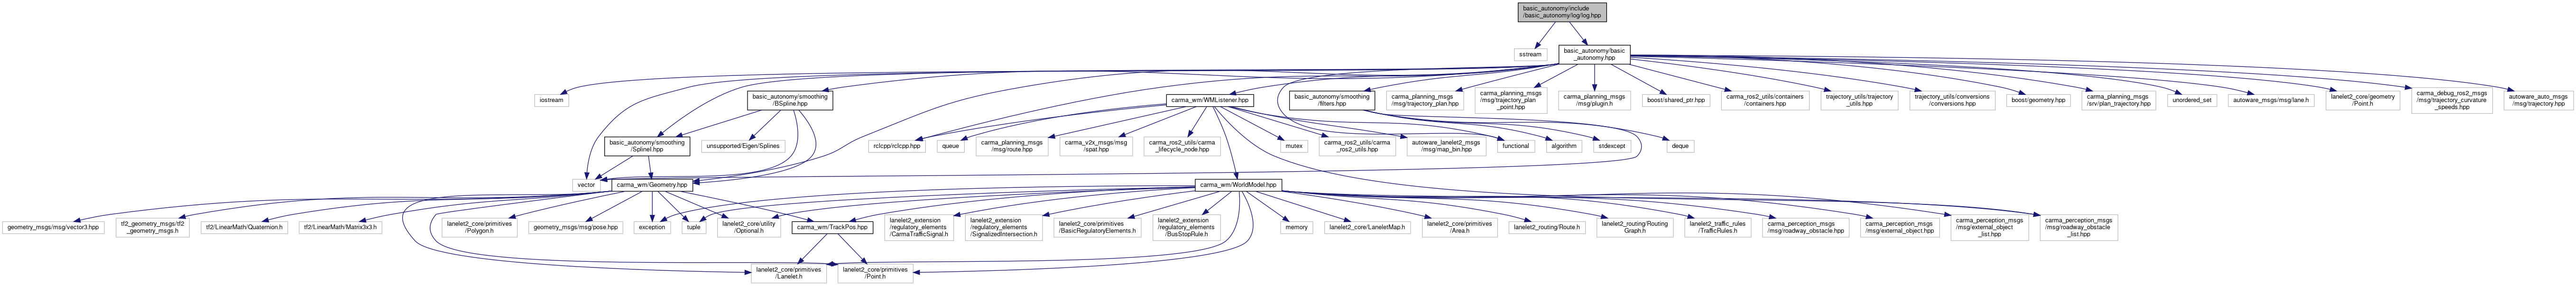 basic_autonomy/include
/basic_autonomy/log/log.hpp
sstream
basic_autonomy/basic
_autonomy.hpp
iostream
basic_autonomy/smoothing
/BSpline.hpp
carma_wm/WMListener.hpp
basic_autonomy/smoothing
/filters.hpp
carma_planning_msgs
/msg/trajectory_plan.hpp
carma_planning_msgs
/msg/trajectory_plan
_point.hpp
carma_planning_msgs
/msg/plugin.h
boost/shared_ptr.hpp
carma_ros2_utils/containers
/containers.hpp
trajectory_utils/trajectory
_utils.hpp
trajectory_utils/conversions
/conversions.hpp
boost/geometry.hpp
carma_planning_msgs
/srv/plan_trajectory.hpp
unordered_set
autoware_msgs/msg/lane.h
lanelet2_core/geometry
/Point.h
carma_debug_ros2_msgs
/msg/trajectory_curvature
_speeds.hpp
autoware_auto_msgs
/msg/trajectory.hpp
basic_autonomy/smoothing
/SplineI.hpp
unsupported/Eigen/Splines
rclcpp/rclcpp.hpp
queue
carma_planning_msgs
/msg/route.hpp
carma_v2x_msgs/msg
/spat.hpp
carma_ros2_utils/carma
_lifecycle_node.hpp
mutex
carma_ros2_utils/carma
_ros2_utils.hpp
autoware_lanelet2_msgs
/msg/map_bin.hpp
functional
algorithm
stdexcept
deque
vector
carma_wm/Geometry.hpp
carma_wm/WorldModel.hpp
geometry_msgs/msg/vector3.hpp
tf2_geometry_msgs/tf2
_geometry_msgs.h
tf2/LinearMath/Quaternion.h
tf2/LinearMath/Matrix3x3.h
lanelet2_core/primitives
/Polygon.h
geometry_msgs/msg/pose.hpp
exception
tuple
lanelet2_core/utility
/Optional.h
carma_wm/TrackPos.hpp
lanelet2_extension
/regulatory_elements
/CarmaTrafficSignal.h
lanelet2_extension
/regulatory_elements
/SignalizedIntersection.h
lanelet2_core/primitives
/BasicRegulatoryElements.h
lanelet2_extension
/regulatory_elements
/BusStopRule.h
memory
lanelet2_core/LaneletMap.h
lanelet2_core/primitives
/Area.h
lanelet2_routing/Route.h
lanelet2_routing/Routing
Graph.h
lanelet2_traffic_rules
/TrafficRules.h
carma_perception_msgs
/msg/roadway_obstacle.hpp
carma_perception_msgs
/msg/external_object.hpp
carma_perception_msgs
/msg/external_object
_list.hpp
carma_perception_msgs
/msg/roadway_obstacle
_list.hpp
lanelet2_core/primitives
/Lanelet.h
lanelet2_core/primitives
/Point.h